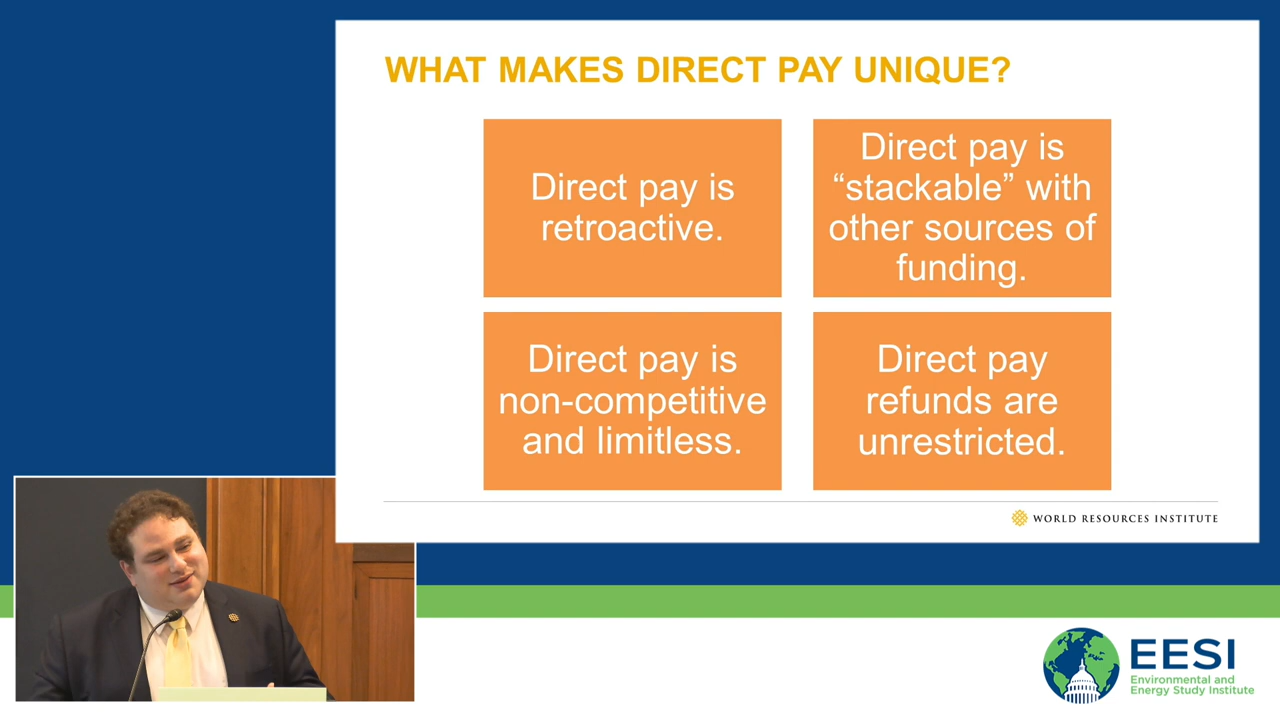 WHAT MAKES DIRECT PAY UNIQUE?
Direct pay is
retroactive.
Direct pay is
“stackable” with
other sources of
funding.
Direct pay is
non-competitive
and limitless.
Direct pay
refunds are
unrestricted.
WORLD RESOURCES INSTITUTE
EESI
Environmental and
Energy Study Institute